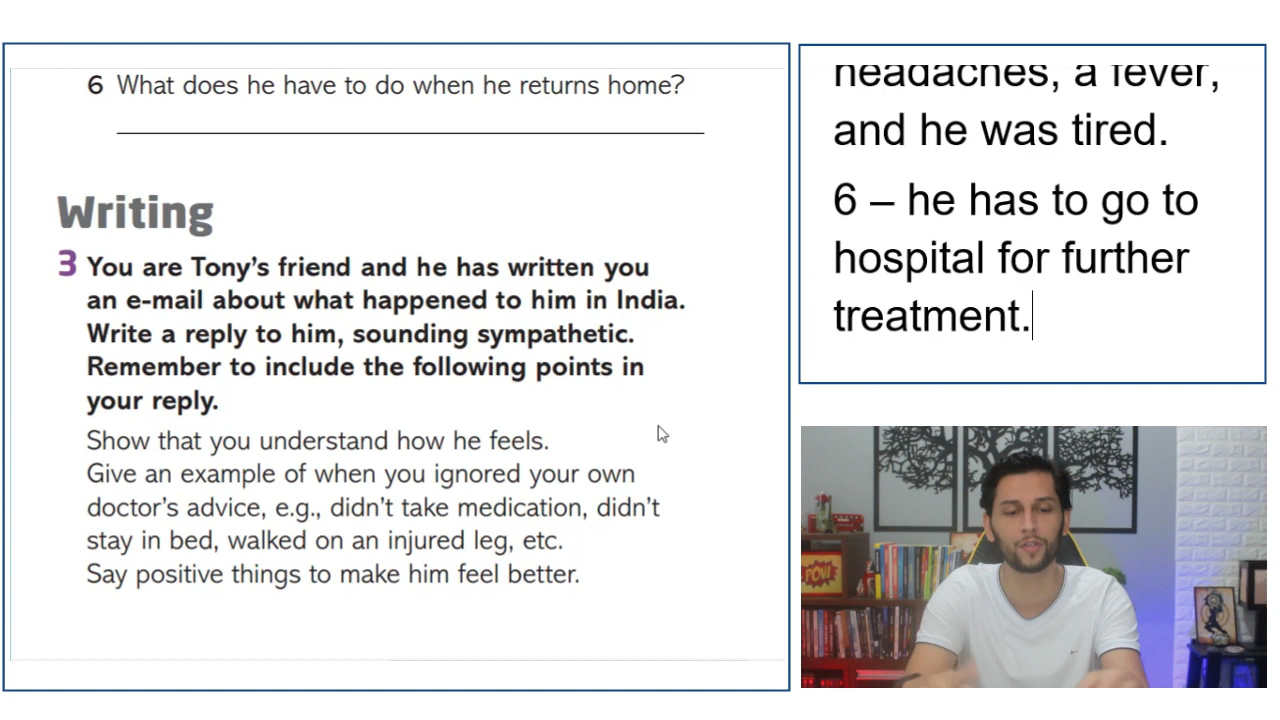 6 What does he have to do when he returns home?
Writing
3 You are Tony's friend and he has written you
an e-mail about what happened to him in India.
Write a reply to him, sounding sympathetic.
Remember to include the following points in
your reply.
Show that you understand how he feels.
Give an example of when you ignored your own
doctor's advice, e.g., didn't take medication, didn't
stay in bed, walked on an injured leg, etc.
Say positive things to make him feel better.
headaches, a fever,
and he was tired.
6 – he has to go to
hospital for further
treatment.
POW!